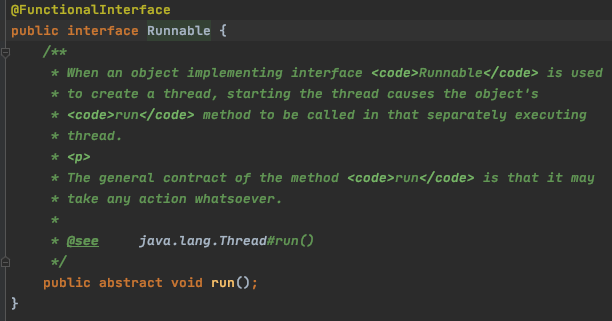 @FunctionalInterface
public interface Runnable {
/**
* When an object implementing interface <code>Runnable</code> is used
* to create a thread, starting the thread causes the object's
* <code>run</code> method to be called in that separately executing
* thread.
* <p>
* The general contract of the method <code>run</code> is that it may
* take any action whatsoever.
*
* @see     java.lang.Thread#run()
*/
public abstract void run();
}